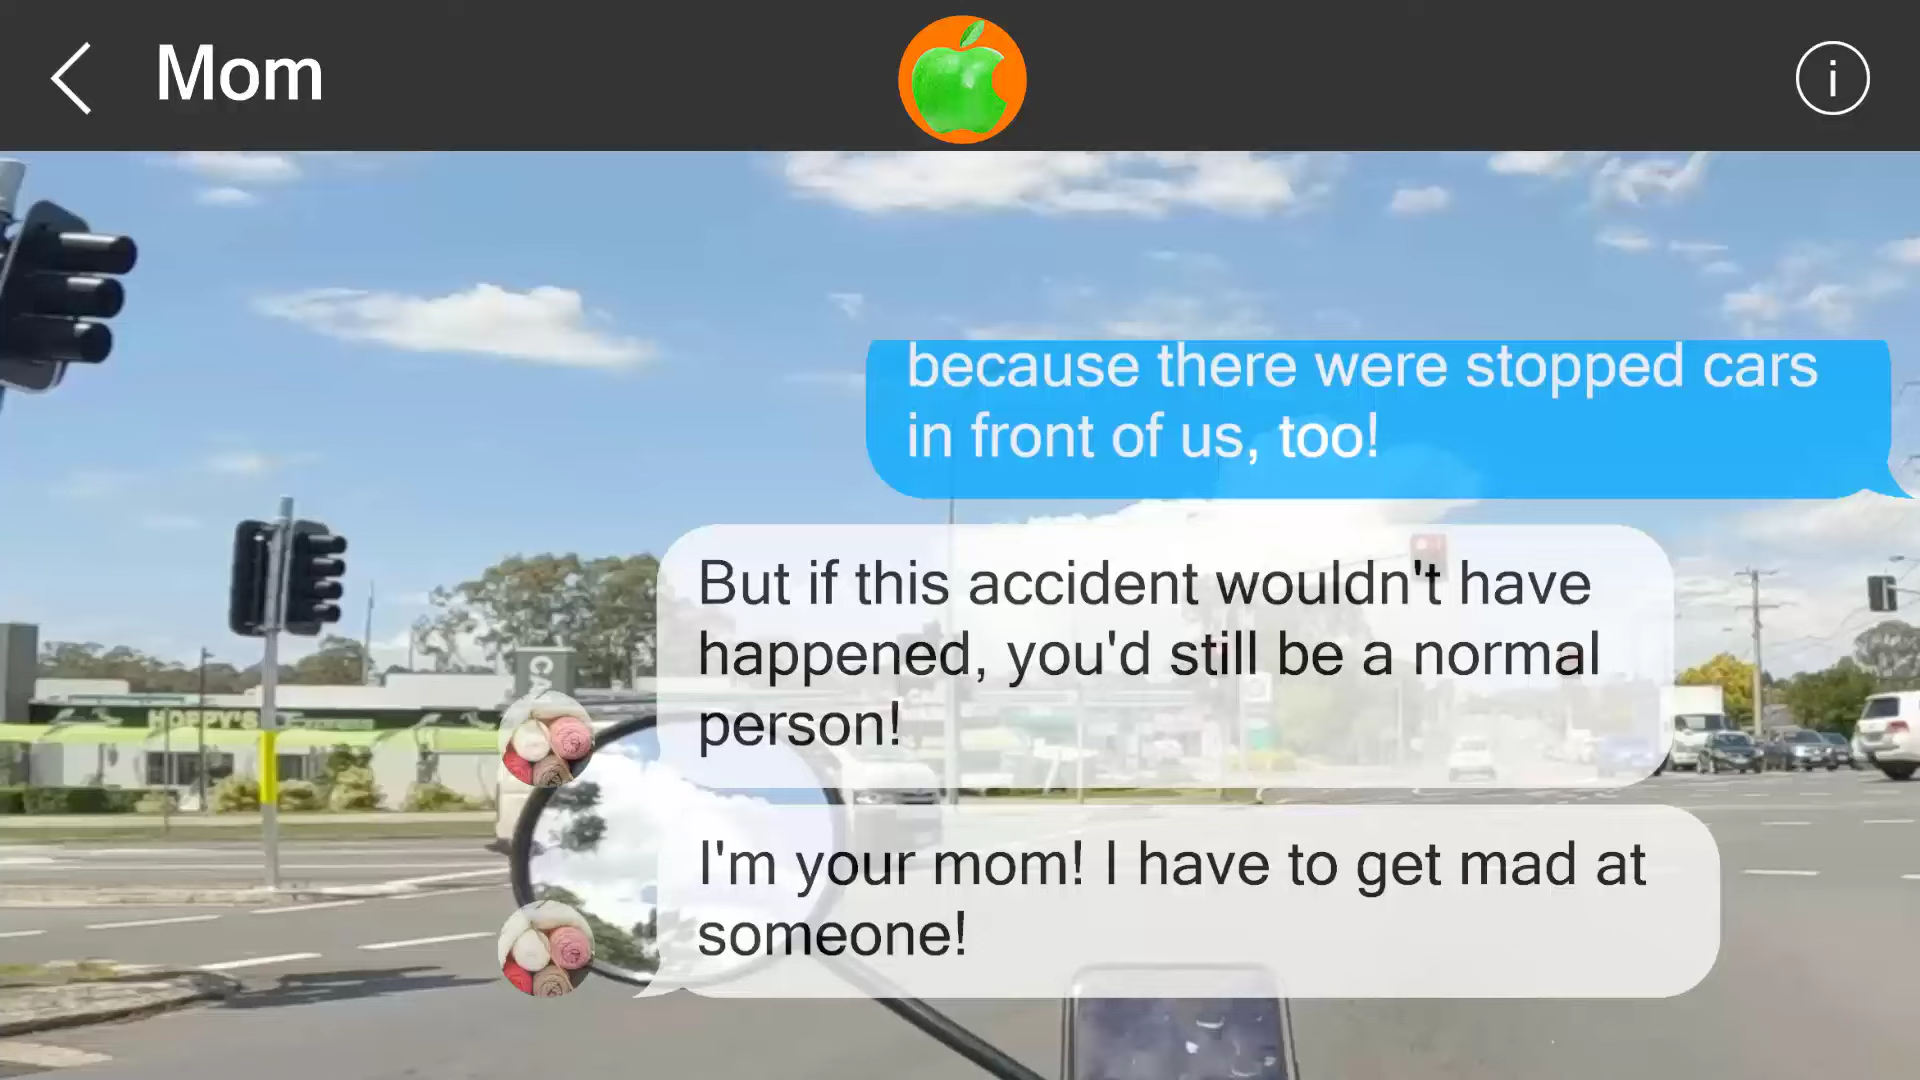 Mom
i
because there were stopped cars
in front of us, too!
But if this accident wouldn't have
happened, you'd still be a normal
person!
I'm your mom! I have to get mad at
someone!
HOPPY'S
CA